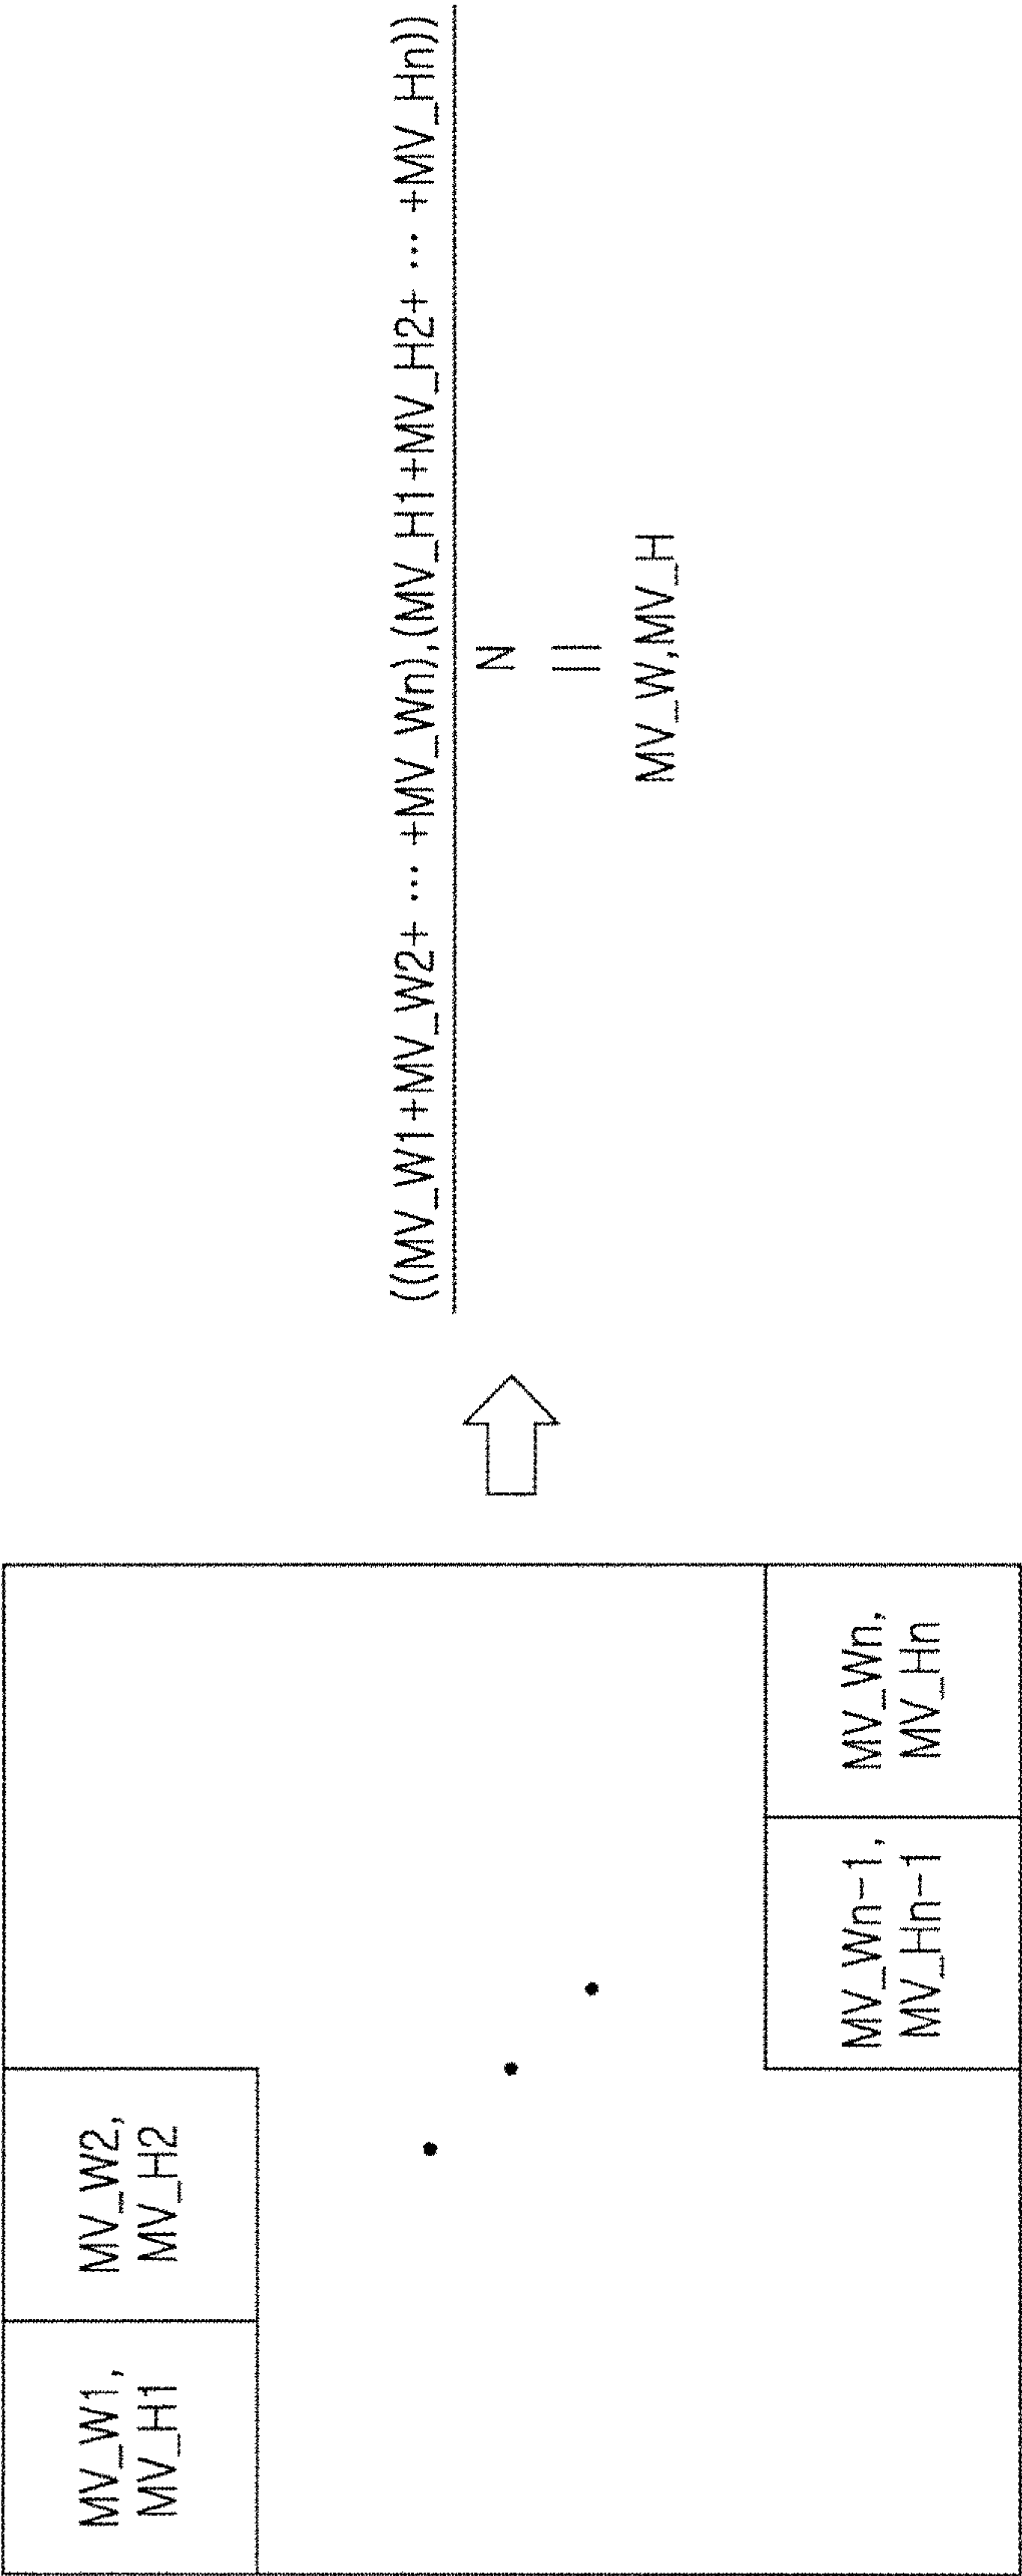 MV_W1,
MV_H1
MV_W2,
MV_H2
MV_Wn-1,
MV_Hn-1
MV_Wn,
MV_Hn
((MV_W1+MV_W2+ ... +MV_Wn),(MV_H1+MV_H2+ ... +MV_Hn))
N
=
MV_W,MV_H